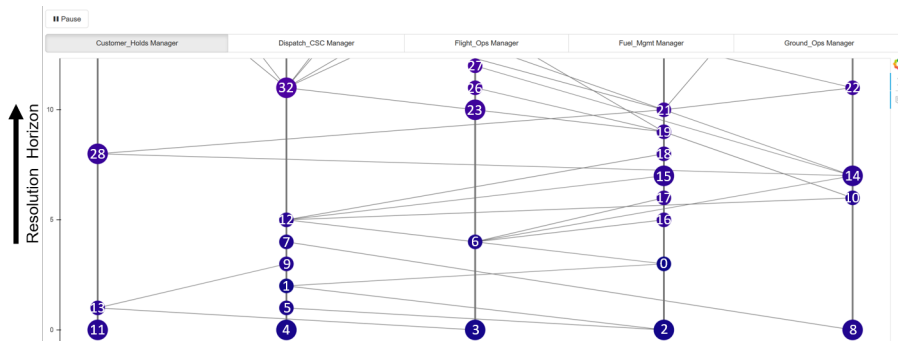 Pause
Customer_Holds Manager Dispatch_CSC Manager Flight_Ops Manager Fuel_Mgmt Manager Ground_Ops Manager
27
32 26 22
10 23 21
19
28 18
15 14
17 10
5 12 16
7 6
9 0
1
13 5
0 11 4 3 2 8
Resolution Horizon